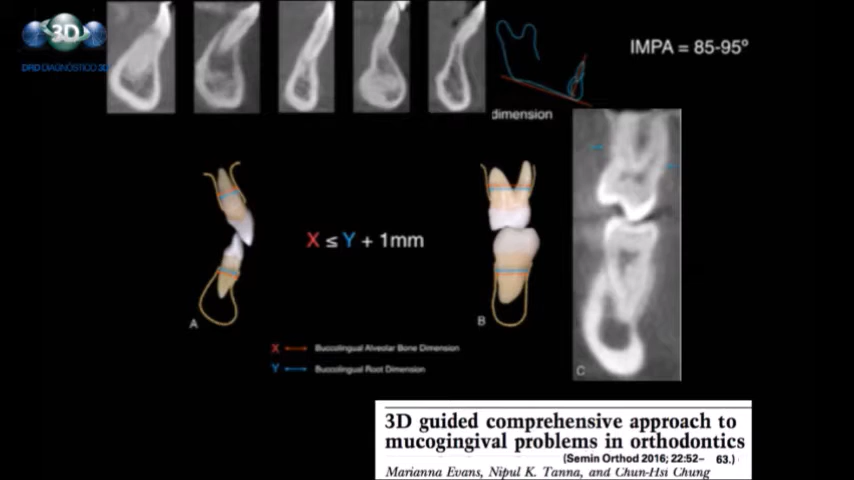 3D
DRD DIAGNÓSTICO 3D
IMPA = 85-95º
dimension
X ≤ Y + 1mm
A
B
C
X Buccolingual Alveolar Bone Dimension
Y Buccolingual Root Dimension
3D guided comprehensive approach to
mucogingival problems in orthodontics
(Semin Orthod 2016; 22:52– 63.)
Marianna Evans, Nipul K. Tanna, and Chun-Hsi Chung